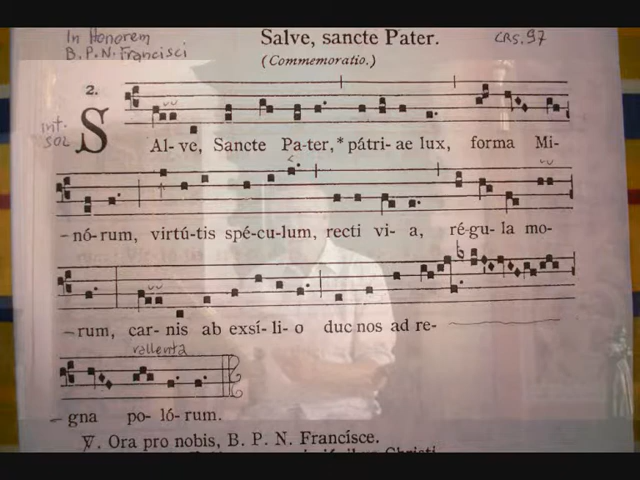 In Honorem
B. P. N. Francisci
Salve, sancte Pater.
CRS. 97
(Commemoratio.)
2.
int.
SOL
SAl- ve, Sancte Pa-ter,* pátri- ae lux, forma Mi-
- nó- rum, virtú-tis spé-cu-lum, recti vi- a, ré-gu- la mo-
- rum, car- nis ab exsí- li- o duc nos ad re-
rallenta
- gna po- ló- rum.
℣. Ora pro nobis, B. P. N. Francísce.